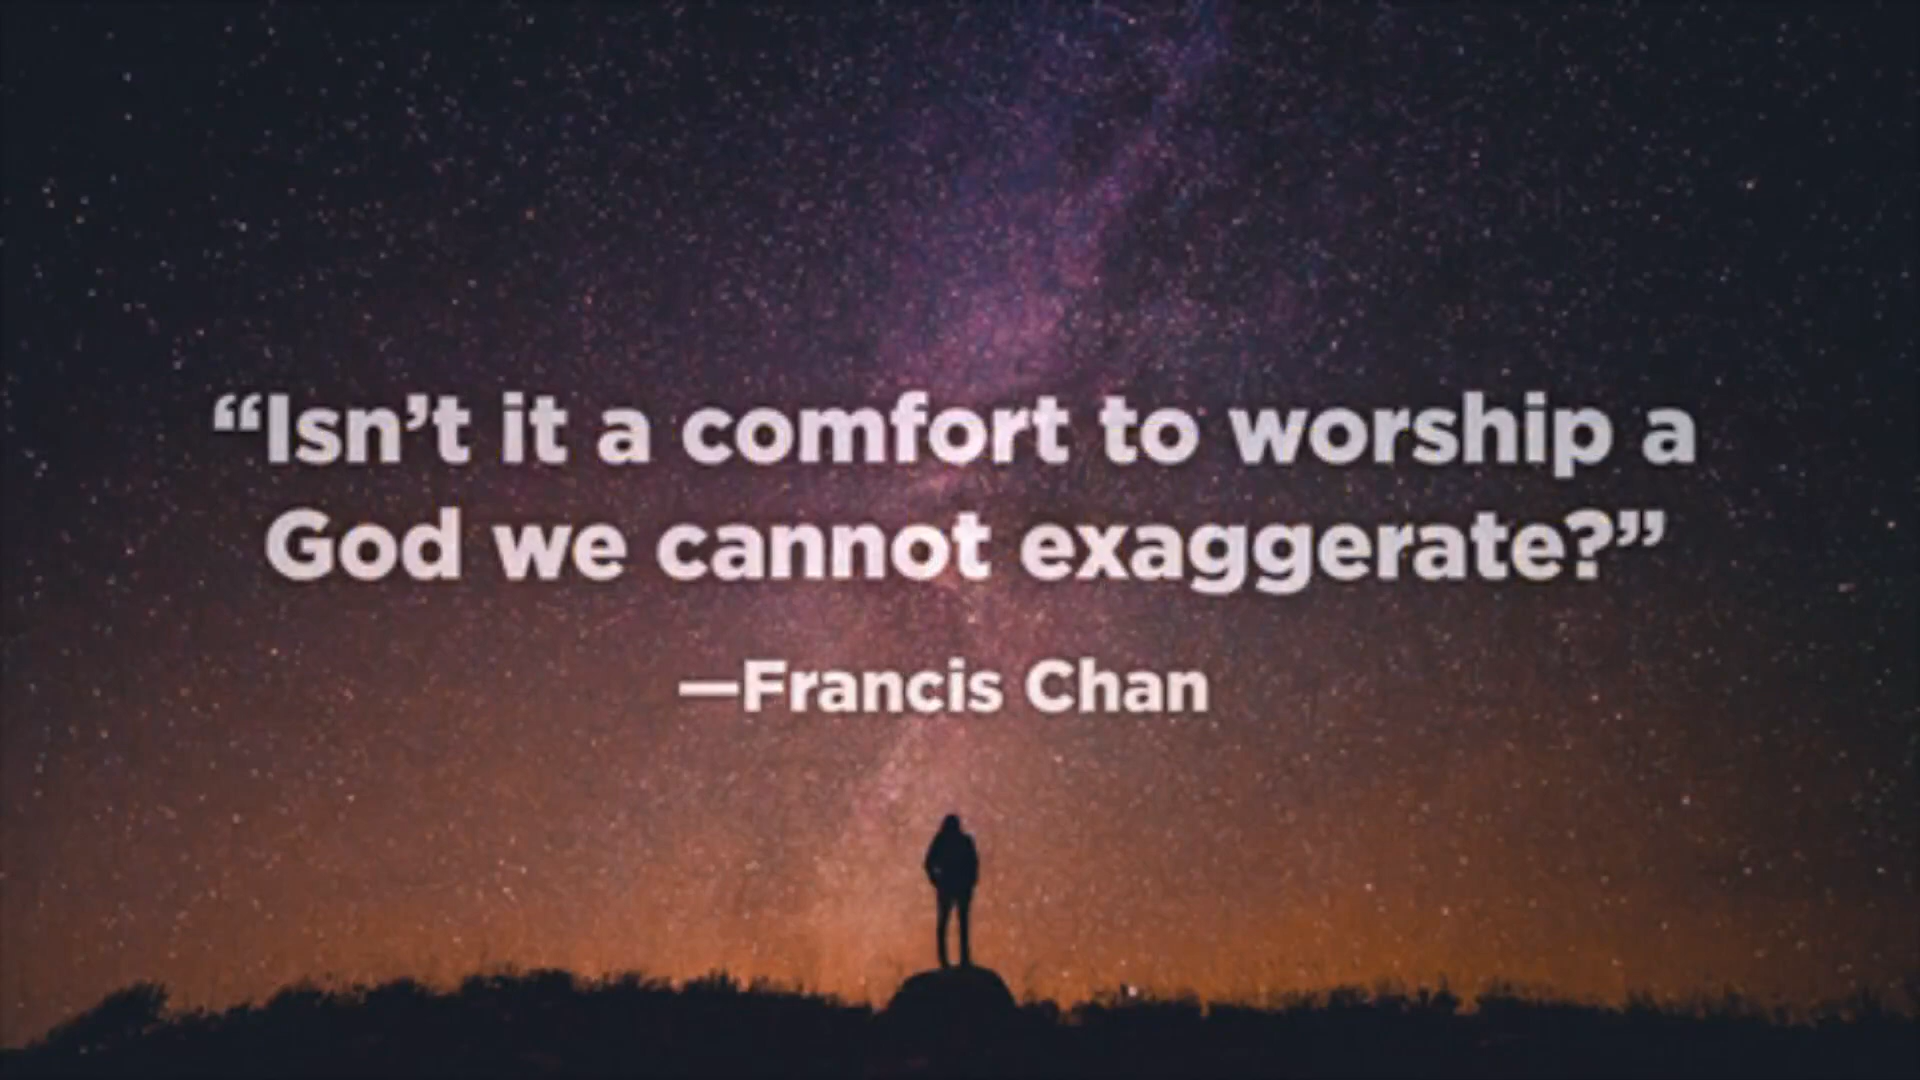 “Isn’t it a comfort to worship a
God we cannot exaggerate?”
—Francis Chan